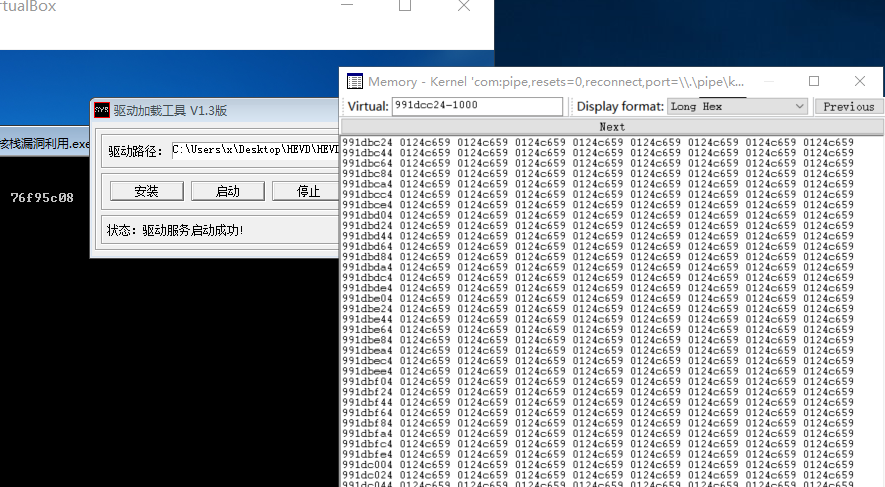 rtualBox
核栈漏洞利用.exe
76f95c08
驱动加载工具 V1.3版
驱动路径: C:\Users\x\Desktop\HEVD\HEVD
安装 启动 停止
状态: 驱动服务启动成功!
Memory - Kernel 'com:pipe,resets=0,reconnect,port=\\.\pipe\k...
Virtual: 991dcc24-1000 Display format: Long Hex Previous
Next
991dbc24 0124c659 0124c659 0124c659 0124c659 0124c659 0124c659 0124c659 0124c659
991dbc44 0124c659 0124c659 0124c659 0124c659 0124c659 0124c659 0124c659 0124c659
991dbc64 0124c659 0124c659 0124c659 0124c659 0124c659 0124c659 0124c659 0124c659
991dbc84 0124c659 0124c659 0124c659 0124c659 0124c659 0124c659 0124c659 0124c659
991dbca4 0124c659 0124c659 0124c659 0124c659 0124c659 0124c659 0124c659 0124c659
991dbcc4 0124c659 0124c659 0124c659 0124c659 0124c659 0124c659 0124c659 0124c659
991dbce4 0124c659 0124c659 0124c659 0124c659 0124c659 0124c659 0124c659 0124c659
991dbd04 0124c659 0124c659 0124c659 0124c659 0124c659 0124c659 0124c659 0124c659
991dbd24 0124c659 0124c659 0124c659 0124c659 0124c659 0124c659 0124c659 0124c659
991dbd44 0124c659 0124c659 0124c659 0124c659 0124c659 0124c659 0124c659 0124c659
991dbd64 0124c659 0124c659 0124c659 0124c659 0124c659 0124c659 0124c659 0124c659
991dbd84 0124c659 0124c659 0124c659 0124c659 0124c659 0124c659 0124c659 0124c659
991dbda4 0124c659 0124c659 0124c659 0124c659 0124c659 0124c659 0124c659 0124c659
991dbdc4 0124c659 0124c659 0124c659 0124c659 0124c659 0124c659 0124c659 0124c659
991dbde4 0124c659 0124c659 0124c659 0124c659 0124c659 0124c659 0124c659 0124c659
991dbe04 0124c659 0124c659 0124c659 0124c659 0124c659 0124c659 0124c659 0124c659
991dbe24 0124c659 0124c659 0124c659 0124c659 0124c659 0124c659 0124c659 0124c659
991dbe44 0124c659 0124c659 0124c659 0124c659 0124c659 0124c659 0124c659 0124c659
991dbe64 0124c659 0124c659 0124c659 0124c659 0124c659 0124c659 0124c659 0124c659
991dbe84 0124c659 0124c659 0124c659 0124c659 0124c659 0124c659 0124c659 0124c659
991dbea4 0124c659 0124c659 0124c659 0124c659 0124c659 0124c659 0124c659 0124c659
991dbec4 0124c659 0124c659 0124c659 0124c659 0124c659 0124c659 0124c659 0124c659
991dbee4 0124c659 0124c659 0124c659 0124c659 0124c659 0124c659 0124c659 0124c659
991dbf04 0124c659 0124c659 0124c659 0124c659 0124c659 0124c659 0124c659 0124c659
991dbf24 0124c659 0124c659 0124c659 0124c659 0124c659 0124c659 0124c659 0124c659
991dbf44 0124c659 0124c659 0124c659 0124c659 0124c659 0124c659 0124c659 0124c659
991dbf64 0124c659 0124c659 0124c659 0124c659 0124c659 0124c659 0124c659 0124c659
991dbf84 0124c659 0124c659 0124c659 0124c659 0124c659 0124c659 0124c659 0124c659
991dbfa4 0124c659 0124c659 0124c659 0124c659 0124c659 0124c659 0124c659 0124c659
991dbfc4 0124c659 0124c659 0124c659 0124c659 0124c659 0124c659 0124c659 0124c659
991dbfe4 0124c659 0124c659 0124c659 0124c659 0124c659 0124c659 0124c659 0124c659
991dc004 0124c659 0124c659 0124c659 0124c659 0124c659 0124c659 0124c659 0124c659
991dc024 0124c659 0124c659 0124c659 0124c659 0124c659 0124c659 0124c659 0124c659
991dc044 0124c659 0124c659 0124c659 0124c659 0124c659 0124c659 0124c659 0124c659